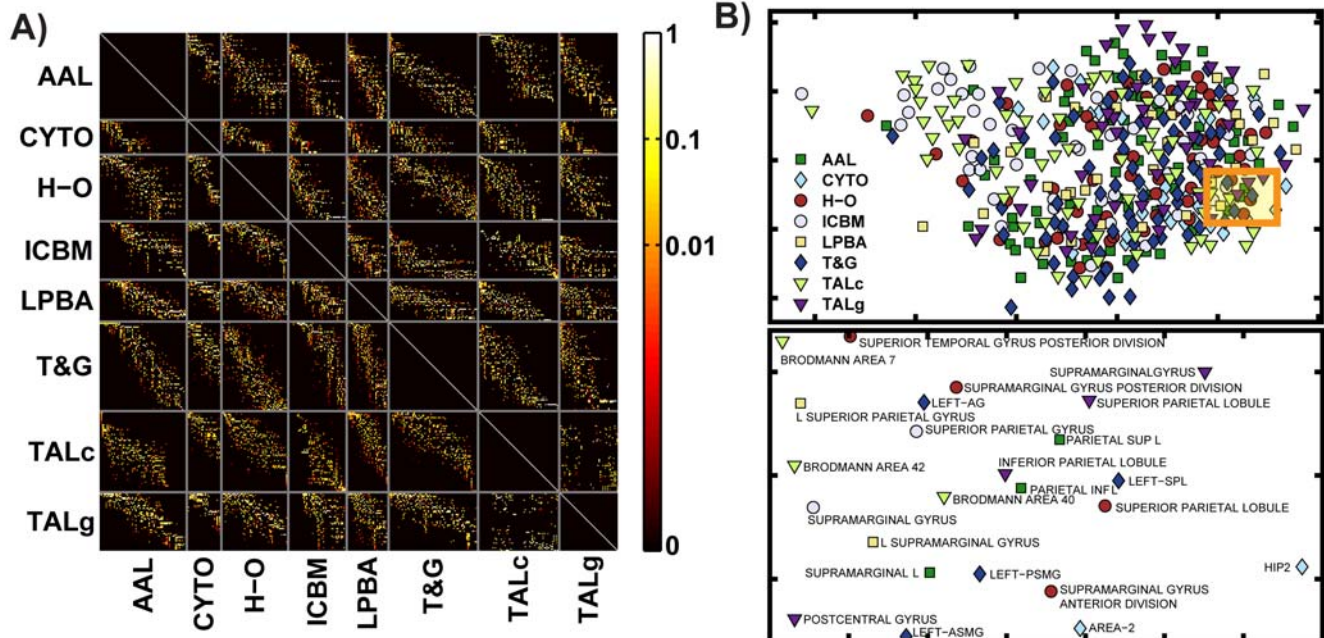 A)
AAL
CYTO
H−O
ICBM
LPBA
T&G
TALc
TALg
AAL
CYTO
H−O
ICBM
LPBA
T&G
TALc
TALg
1
0.1
0.01
0
B)
AAL
CYTO
H−O
ICBM
LPBA
T&G
TALc
TALg
SUPERIOR TEMPORAL GYRUS POSTERIOR DIVISION
BRODMANN AREA 7
SUPRAMARGINALGYRUS
SUPRAMARGINAL GYRUS POSTERIOR DIVISION
LEFT−AG
SUPERIOR PARIETAL LOBULE
L SUPERIOR PARIETAL GYRUS
SUPERIOR PARIETAL GYRUS
PARIETAL SUP L
INFERIOR PARIETAL LOBULE
BRODMANN AREA 42
LEFT−SPL
PARIETAL INFL
BRODMANN AREA 40
SUPERIOR PARIETAL LOBULE
SUPRAMARGINAL GYRUS
L SUPRAMARGINAL GYRUS
HIP2
SUPRAMARGINAL L
LEFT−PSMG
SUPRAMARGINAL GYRUS
ANTERIOR DIVISION
POSTCENTRAL GYRUS
AREA−2
LEFT−ASMG